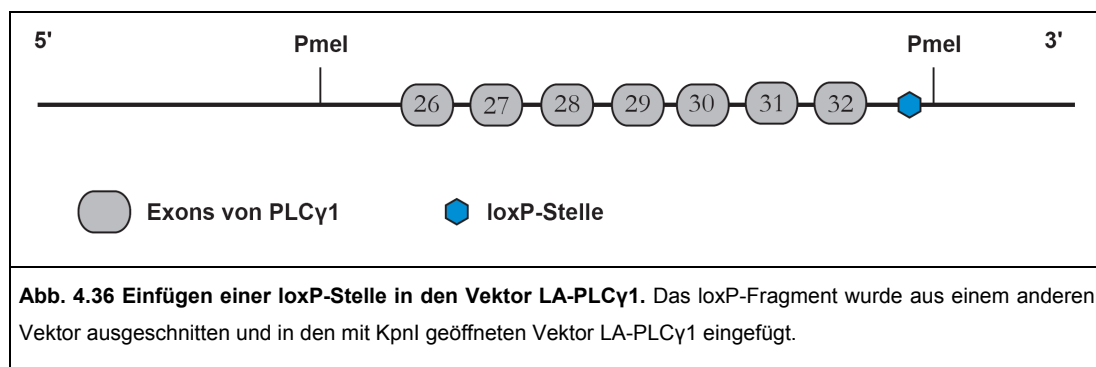 5' PmeI PmeI 3'
26 27 28 29 30 31 32
Exons von PLCγ1 loxP-Stelle
Abb. 4.36 Einfügen einer loxP-Stelle in den Vektor LA-PLCγ1. Das loxP-Fragment wurde aus einem anderen
Vektor ausgeschnitten und in den mit KpnI geöffneten Vektor LA-PLCγ1 eingefügt.